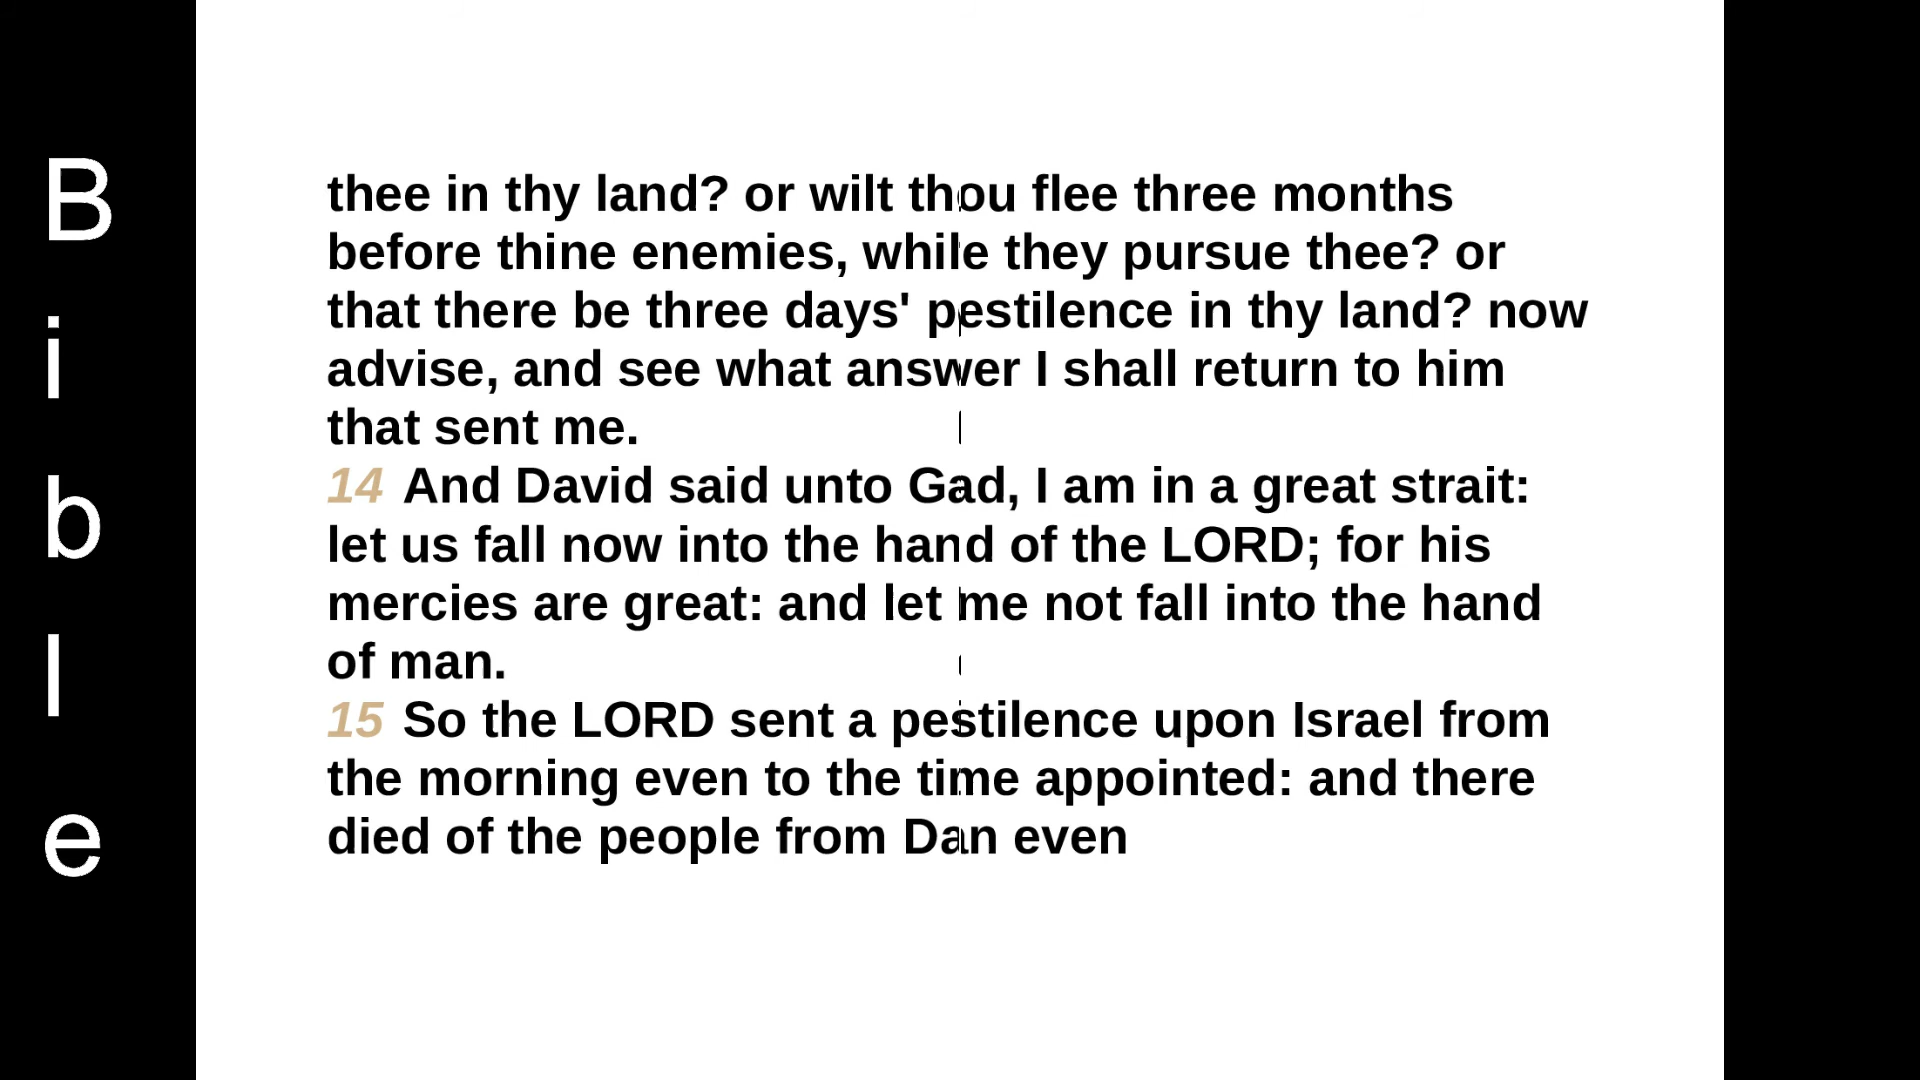 Bible
thee in thy land? or wilt thou flee three months
before thine enemies, while they pursue thee? or
that there be three days' pestilence in thy land? now
advise, and see what answer I shall return to him
that sent me.
14 And David said unto Gad, I am in a great strait:
let us fall now into the hand of the LORD; for his
mercies are great: and let me not fall into the hand
of man.
15 So the LORD sent a pestilence upon Israel from
the morning even to the time appointed: and there
died of the people from Dan even